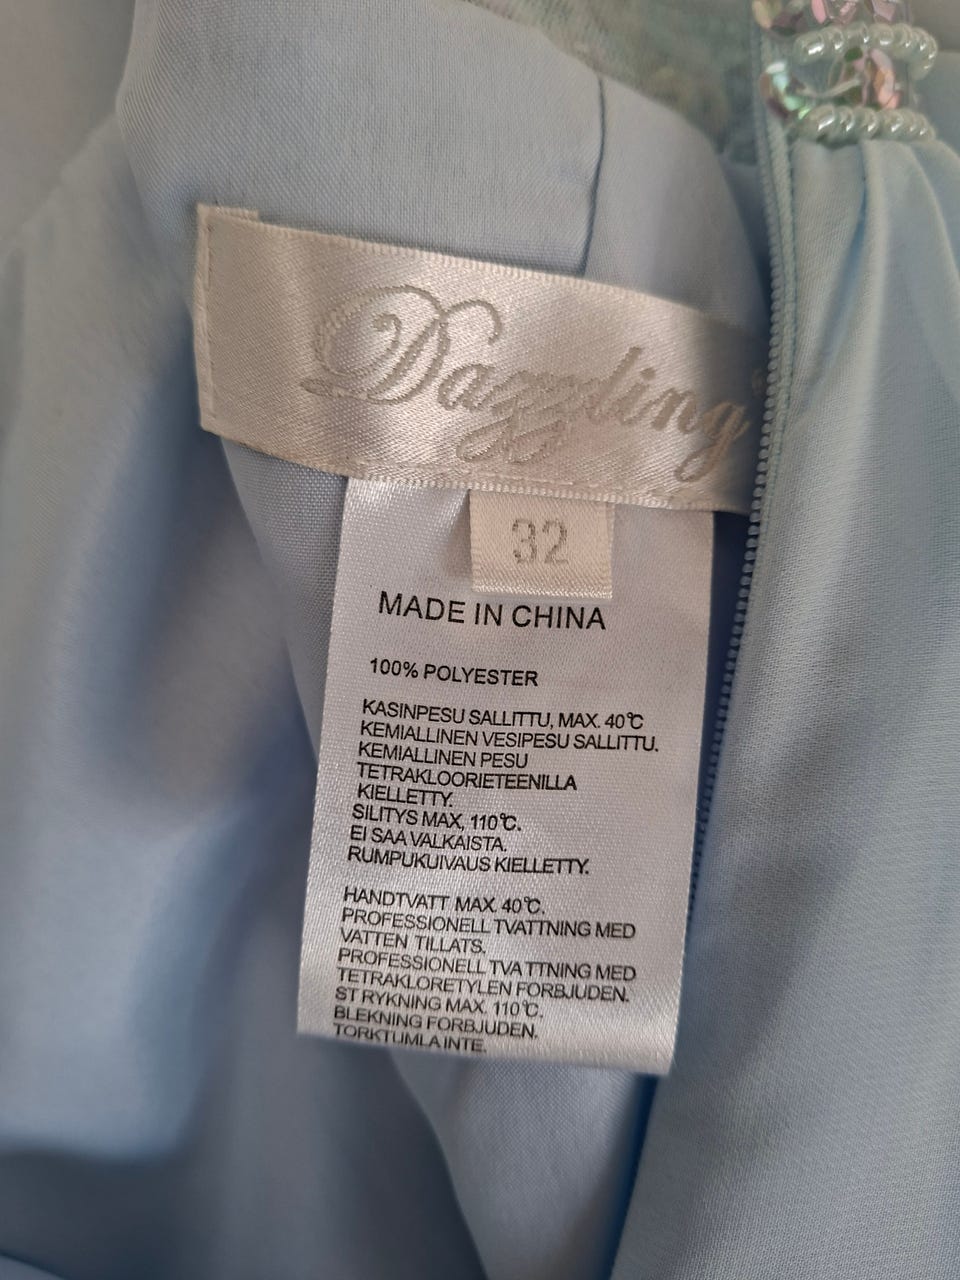 Dazzling
32
MADE IN CHINA
100% POLYESTER
KASINPESU SALLITTU, MAX. 40℃
KEMIALLINEN VESIPESU SALLITTU.
KEMIALLINEN PESU
TETRAKLOORIETEENILLA
KIELLETTY.
SILITYS MAX, 110℃.
EI SAA VALKAISTA.
RUMPUKUIVAUS KIELLETTY.
HANDTVATT MAX. 40℃.
PROFESSIONELL TVATTNING MED
VATTEN TILLATS.
PROFESSIONELL TVA TTNING MED
TETRAKLORETYLEN FORBJUDEN.
ST RYKNING MAX. 110℃.
BLEKNING FORBJUDEN.
TORKTUMLA INTE.